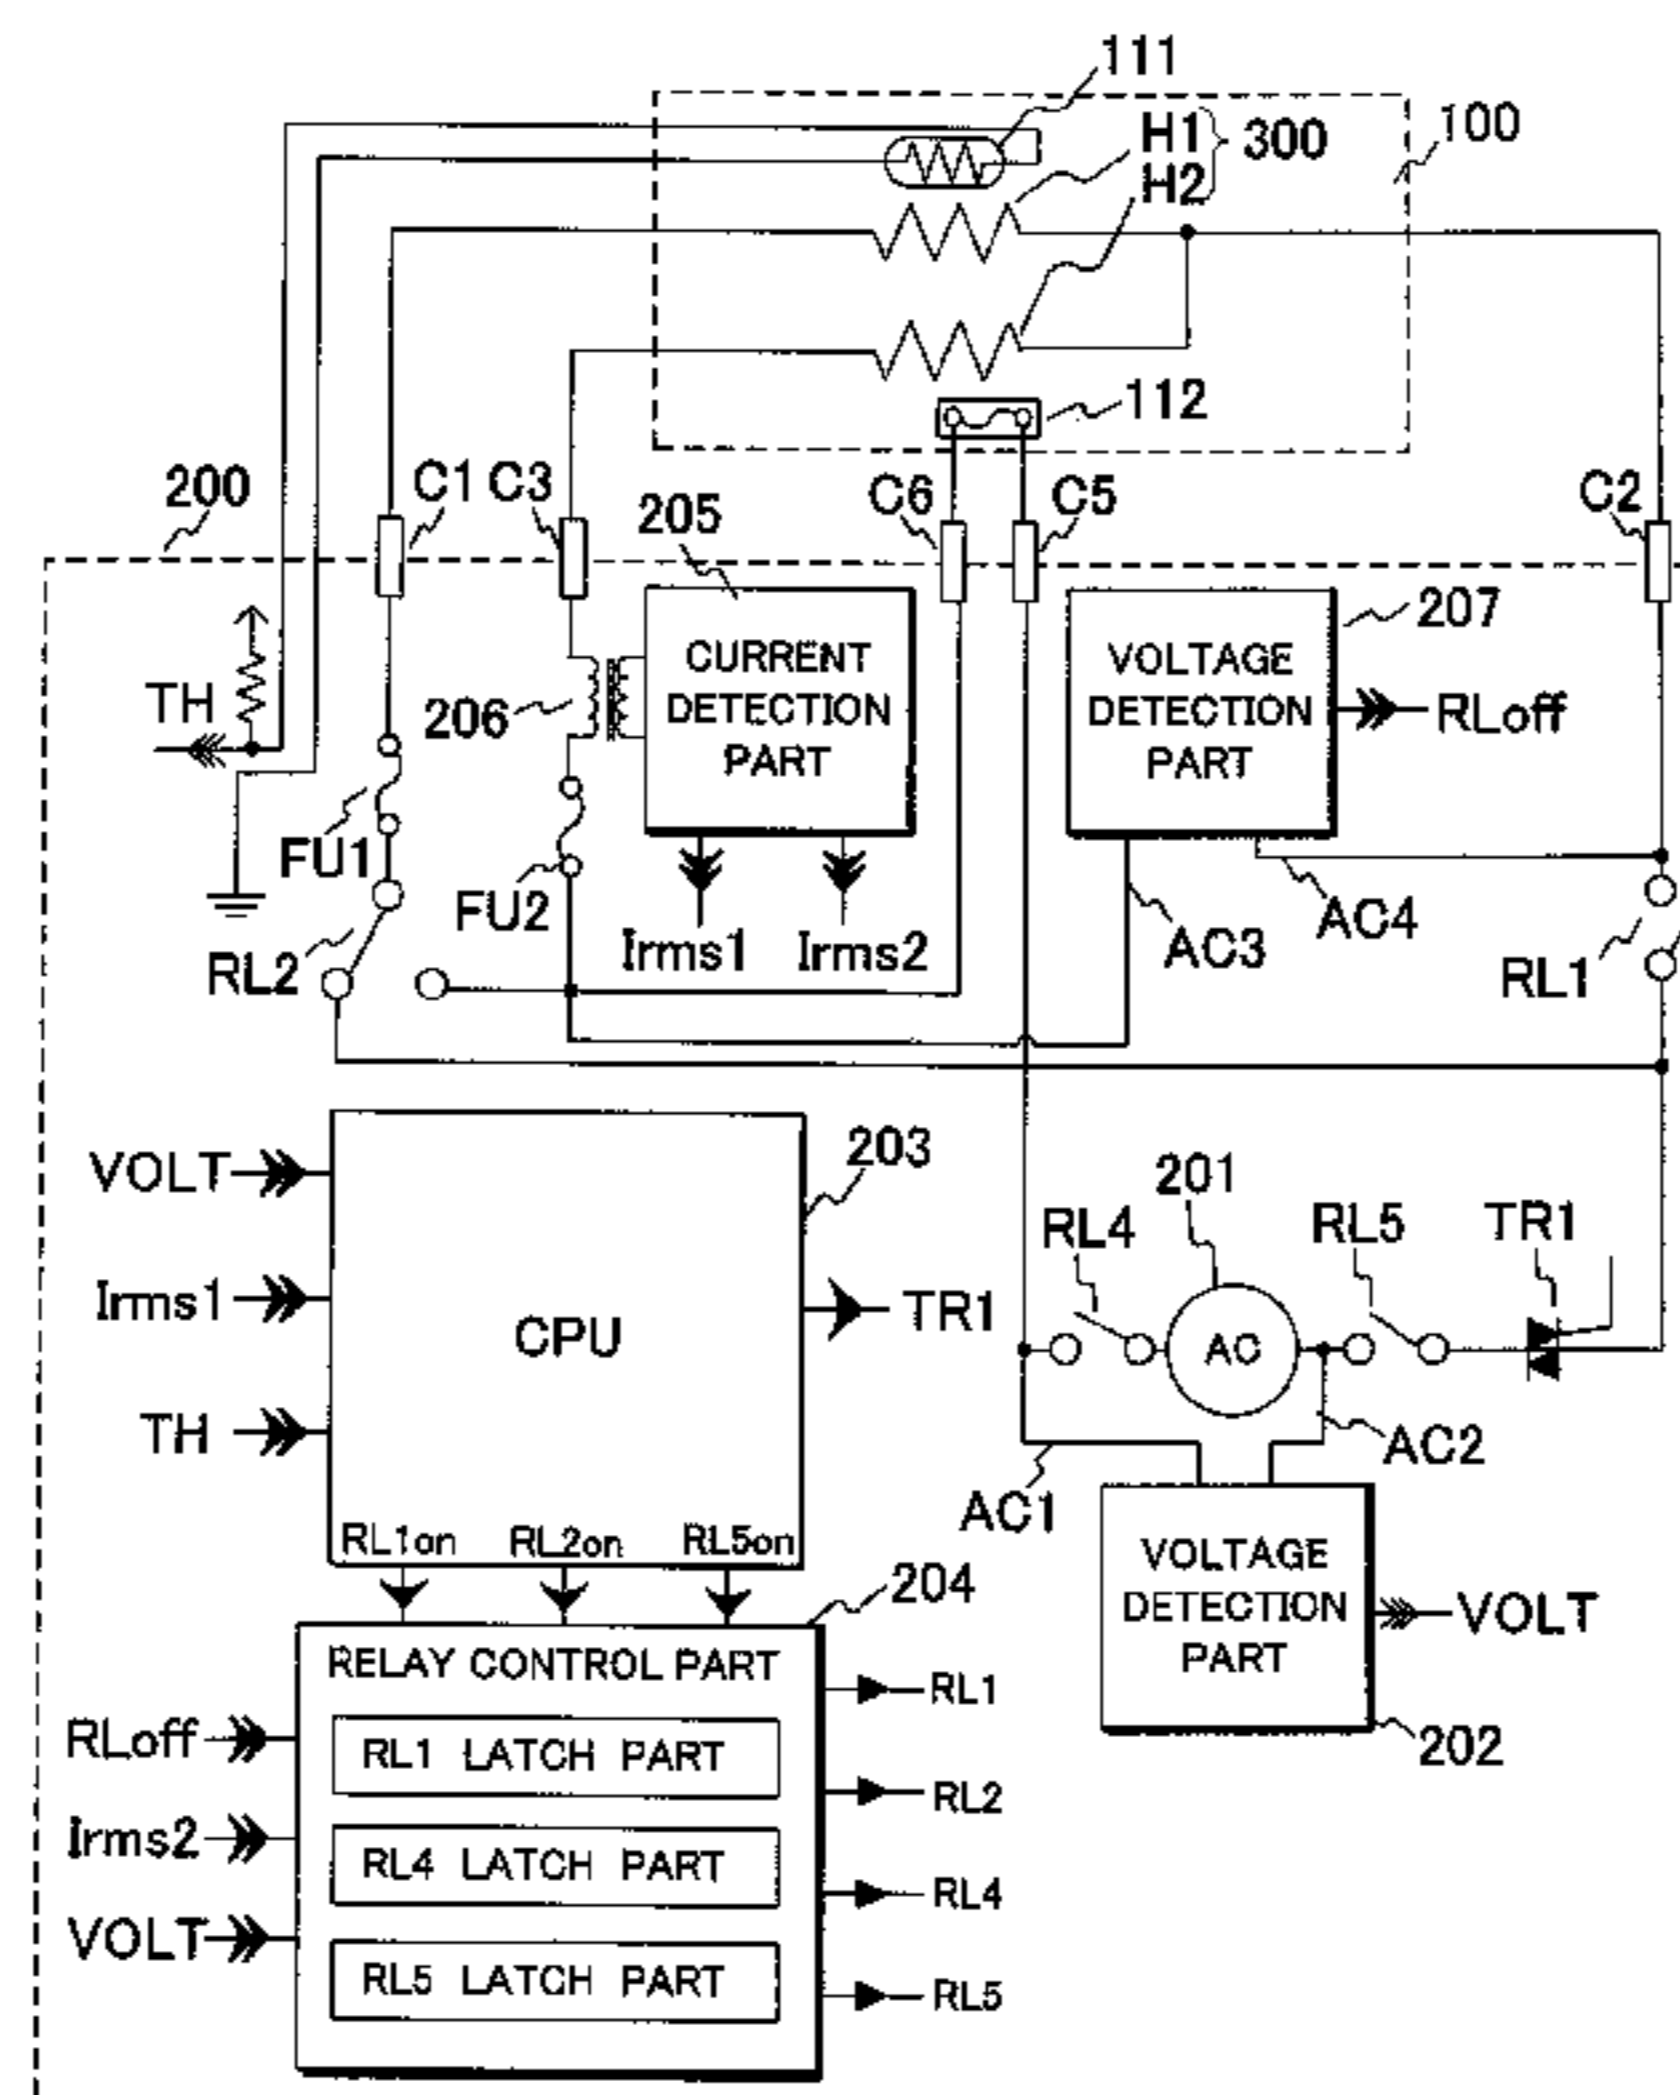 111
H1
300
100
H2
112
200
C1
C3
C6
C5
C2
205
207
CURRENT
DETECTION
PART
VOLTAGE
DETECTION
PART
RLoff
TH
206
FU1
FU2
Irms1
Irms2
AC3
AC4
RL2
RL1
VOLT
203
201
RL4
RL5
TR1
Irms1
CPU
TR1
AC
TH
AC1
AC2
RL1on
RL2on
RL5on
204
VOLTAGE
DETECTION
PART
VOLT
202
RELAY CONTROL PART
RL1
RLoff
RL1 LATCH PART
RL2
Irms2
RL4 LATCH PART
RL4
VOLT
RL5 LATCH PART
RL5